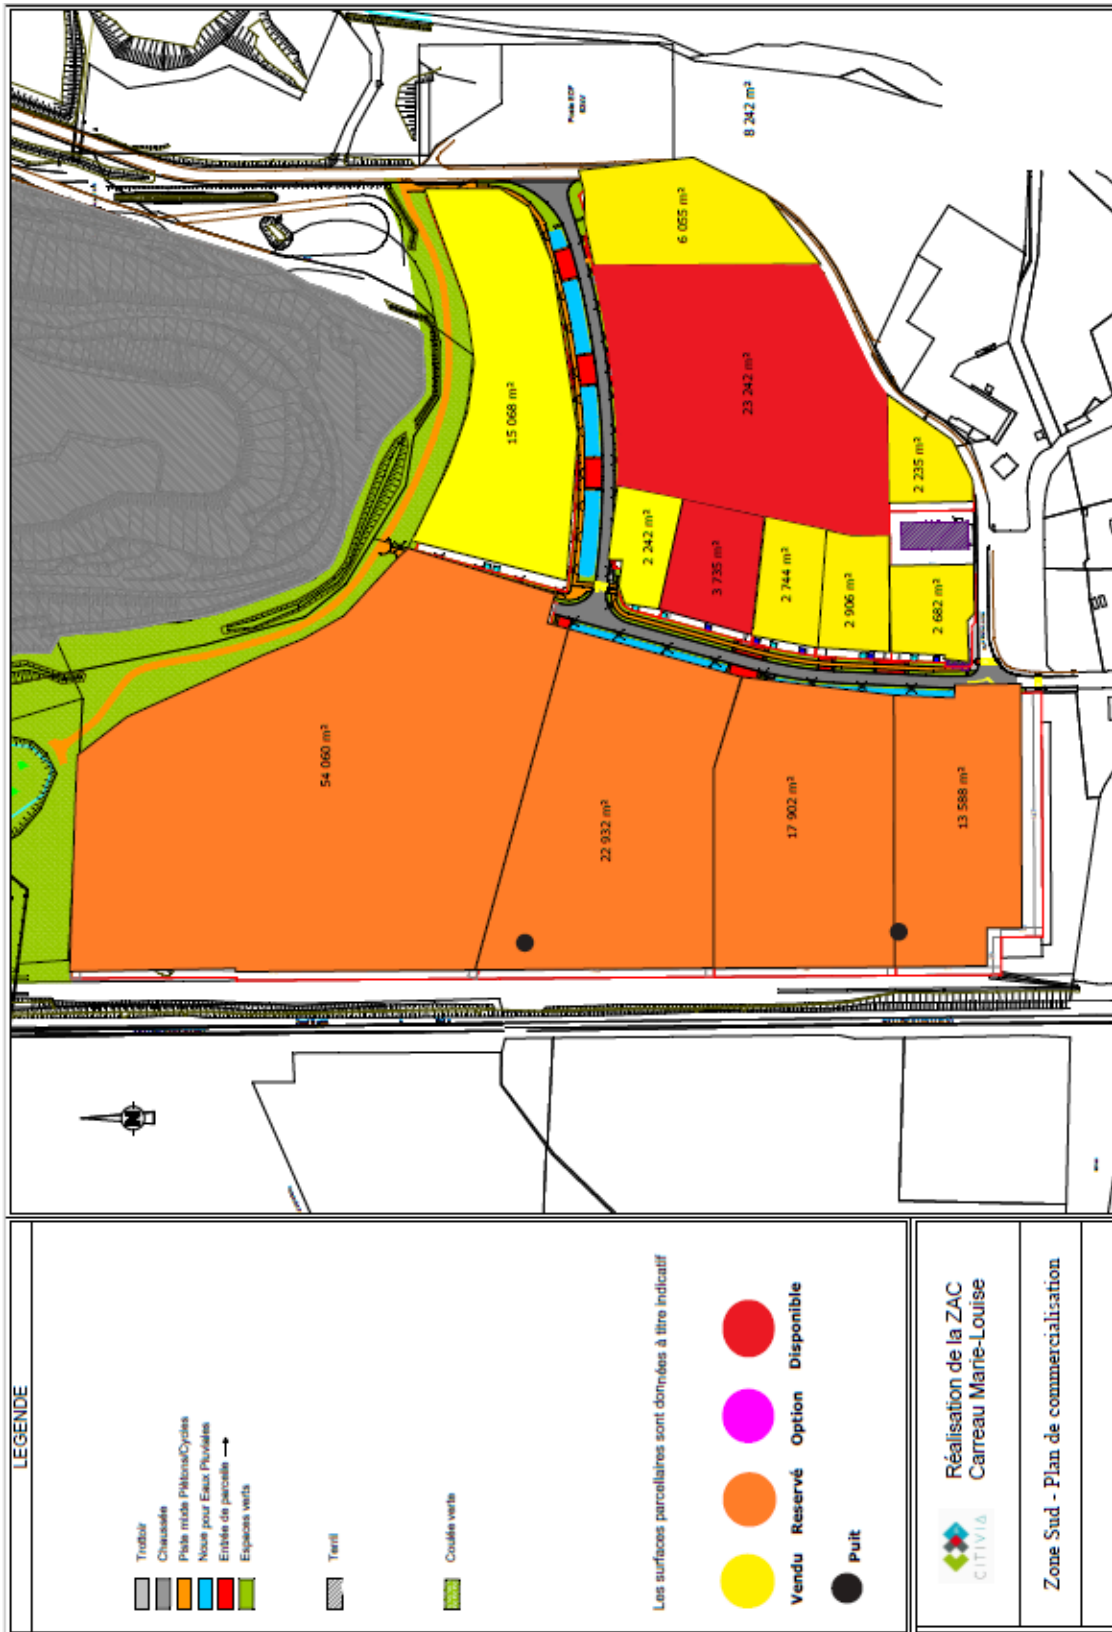 8 242 m²
6 055 m²
15 068 m²
23 242 m²
2 235 m²
2 242 m²
3 735 m²
2 744 m²
2 906 m²
2 682 m²
54 060 m²
22 932 m²
17 902 m²
13 588 m²
N
LEGENDE
Trottoir
Chaussée
Piste mixte Piétons/Cycles
Noue pour Eaux Pluviales
Entrée de parcelle
Espaces verts
Terril
Coulée verte
Les surfaces parcellaires sont données à titre indicatif
Vendu Reservé Option Disponible
Puit
CITIVIA
Réalisation de la ZAC
Carreau Marie-Louise
Zone Sud - Plan de commercialisation